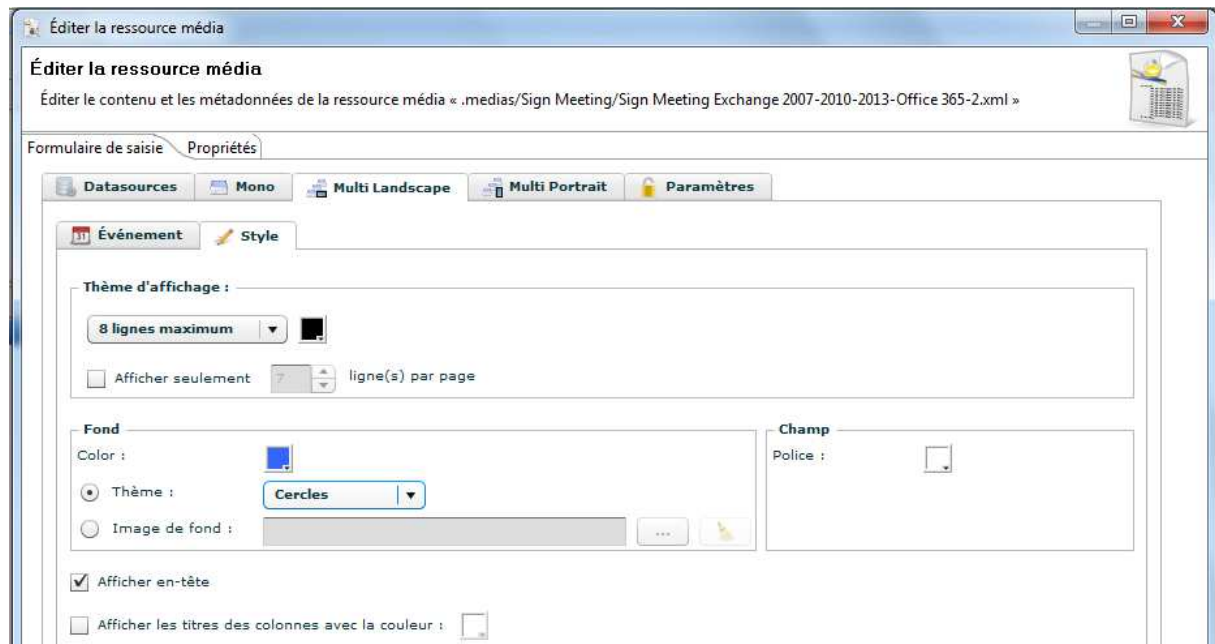 Éditer la ressource média
Éditer la ressource média
Éditer le contenu et les métadonnées de la ressource média « .medias/Sign Meeting/Sign Meeting Exchange 2007-2010-2013-Office 365-2.xml »
Formulaire de saisie Propriétés
Datasources Mono Multi Landscape Multi Portrait Paramètres
31 Événement Style
Thème d'affichage :
8 lignes maximum
Afficher seulement 7 ligne(s) par page
Fond Champ
Color : Police :
Thème : Cercles
Image de fond : ...
Afficher en-tête
Afficher les titres des colonnes avec la couleur :